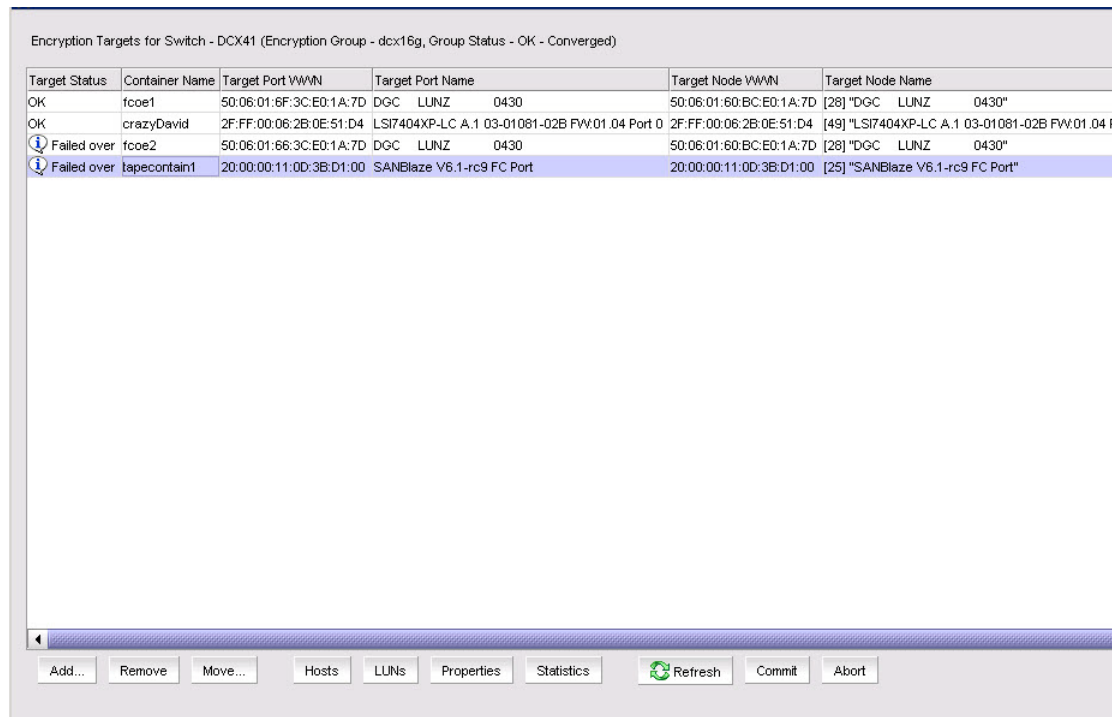 Encryption Targets for Switch - DCX41 (Encryption Group - dcx16g, Group Status - OK - Converged)
Target Status Container Name Target Port WWN Target Port Name Target Node WWN Target Node Name
OK fcoe1 50:06:01:6F:3C:E0:1A:7D DGC LUNZ 0430 50:06:01:60:BC:E0:1A:7D [28] "DGC LUNZ 0430"
OK crazyDavid 2F:FF:00:06:2B:0E:51:D4 LSI7404XP-LC A.1 03-01081-02B FW:01.04 Port 0 2F:FF:00:06:2B:0E:51:D4 [49] "LSI7404XP-LC A.1 03-01081-02B FW:01.04 F
Failed over fcoe2 50:06:01:66:3C:E0:1A:7D DGC LUNZ 0430 50:06:01:60:BC:E0:1A:7D [28] "DGC LUNZ 0430"
Failed over tapecontain1 20:00:00:11:0D:3B:D1:00 SANBlaze V6.1-rc9 FC Port 20:00:00:11:0D:3B:D1:00 [25] "SANBlaze V6.1-rc9 FC Port"
Add... Remove Move... Hosts LUNs Properties Statistics Refresh Commit Abort